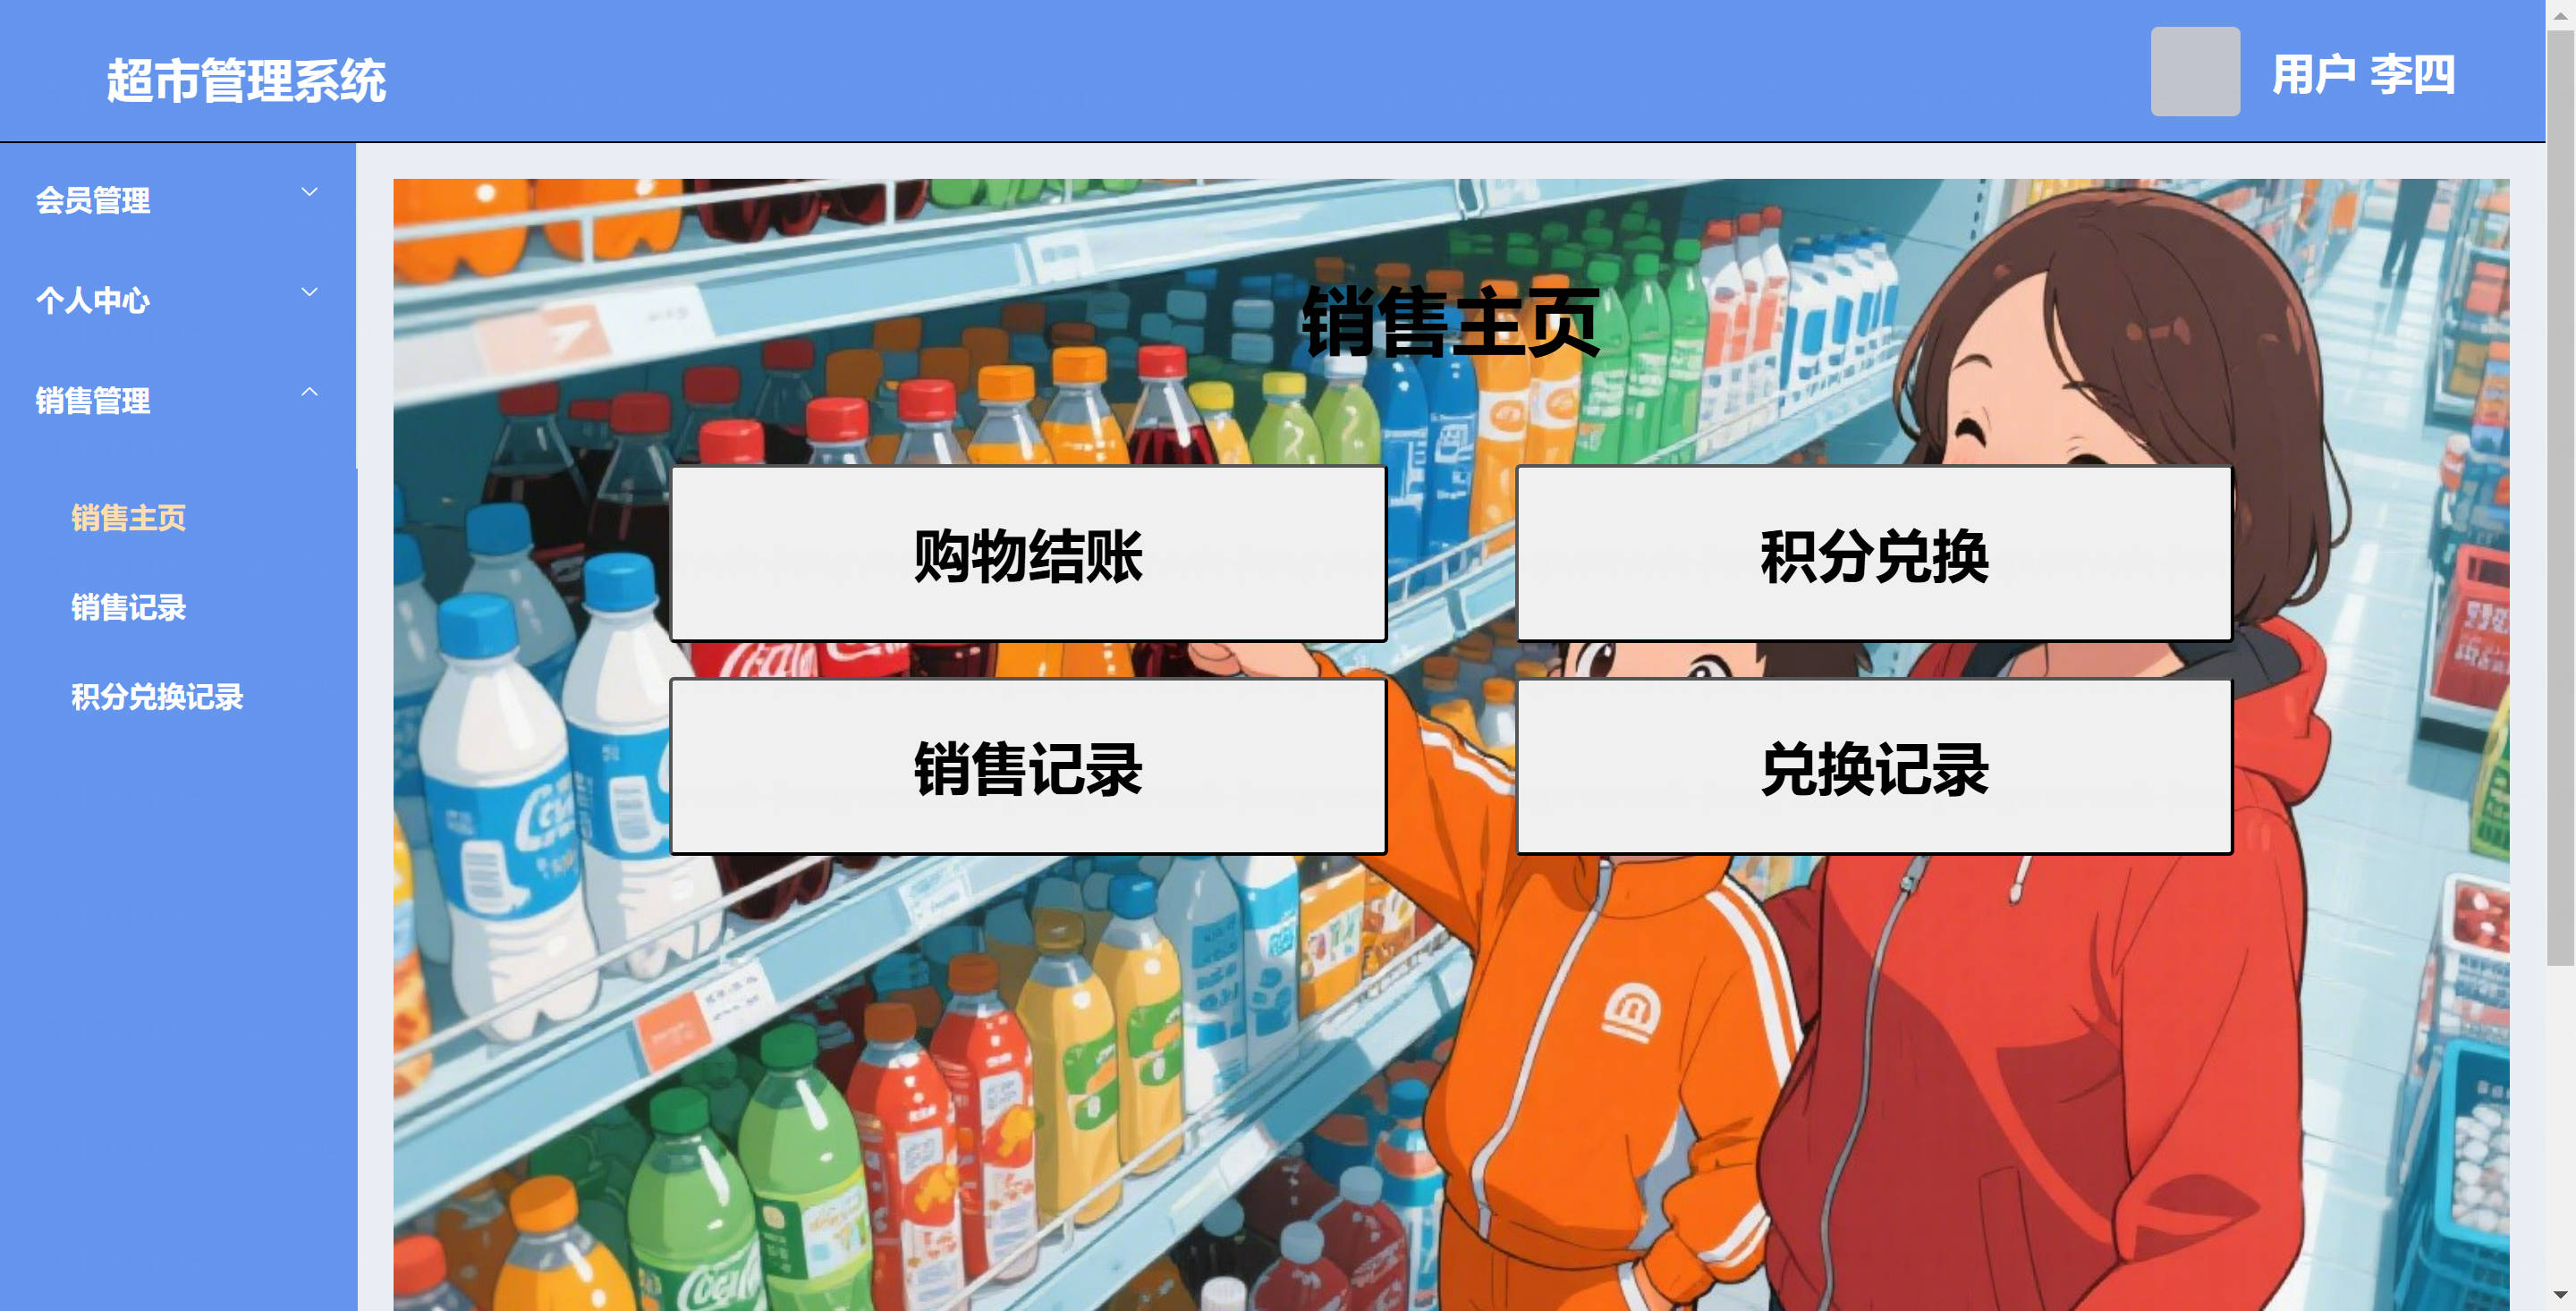 超市管理系统
用户 李四
会员管理
个人中心
销售管理
销售主页
销售记录
积分兑换记录
销售主页
购物结账
积分兑换
销售记录
兑换记录